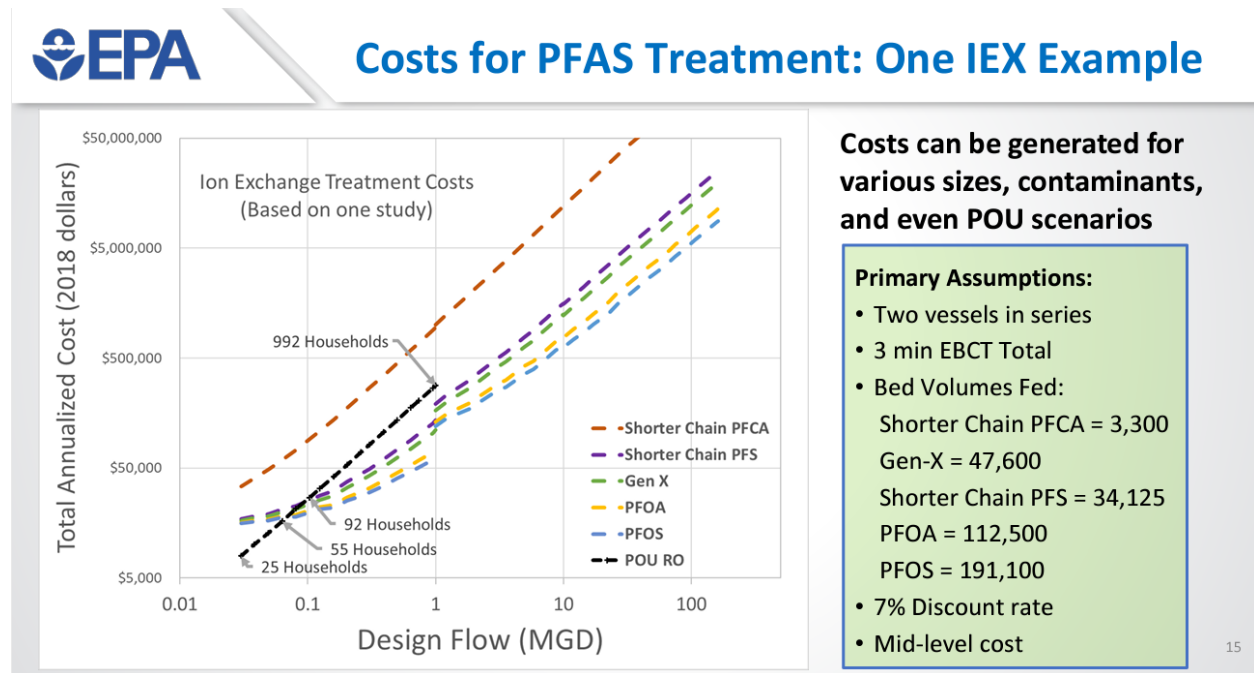 EPA
Costs for PFAS Treatment: One IEX Example
Total Annualized Cost (2018 dollars)
$50,000,000
$5,000,000
$500,000
$50,000
$5,000
Ion Exchange Treatment Costs
(Based on one study)
992 Households
92 Households
55 Households
25 Households
Shorter Chain PFCA
Shorter Chain PFS
Gen X
PFOA
PFOS
POU RO
0.01
0.1
1
10
100
Design Flow (MGD)
Costs can be generated for
various sizes, contaminants,
and even POU scenarios
Primary Assumptions:
• Two vessels in series
• 3 min EBCT Total
• Bed Volumes Fed:
Shorter Chain PFCA = 3,300
Gen-X = 47,600
Shorter Chain PFS = 34,125
PFOA = 112,500
PFOS = 191,100
• 7% Discount rate
• Mid-level cost
15